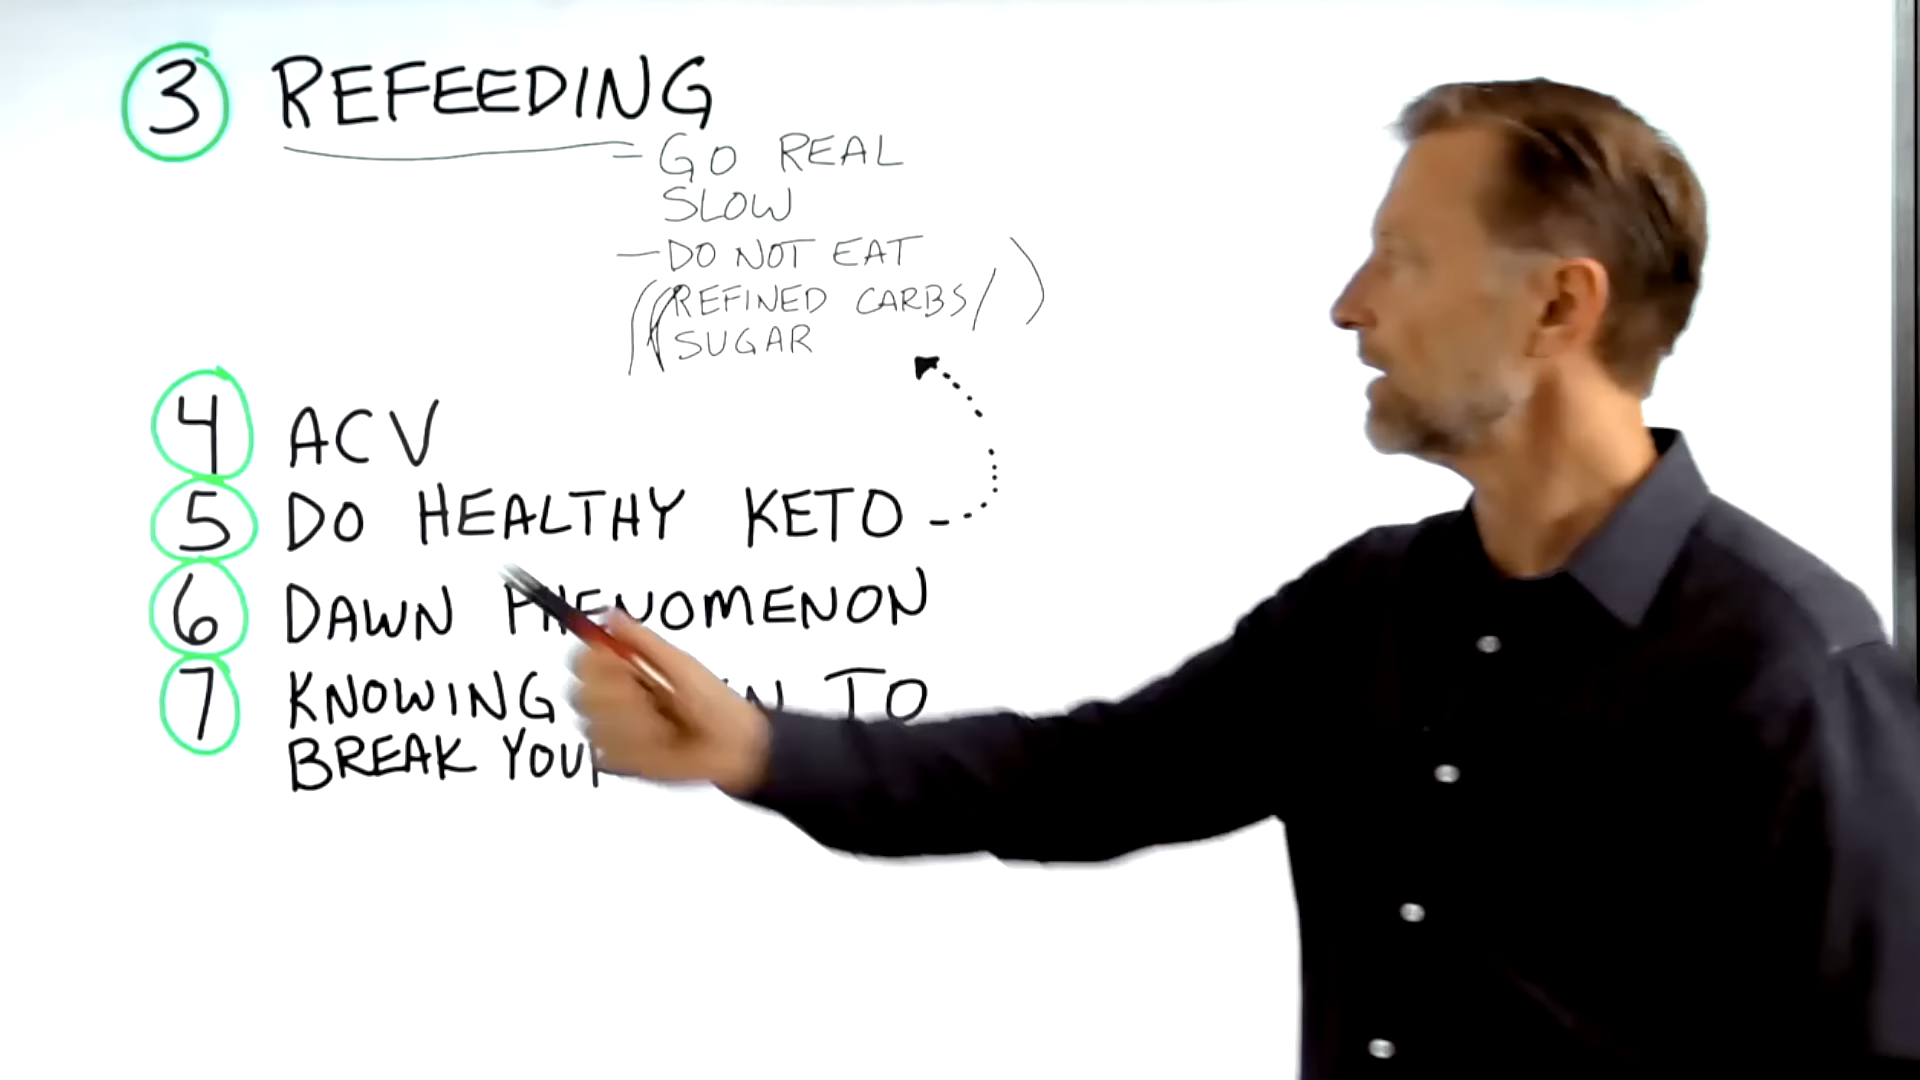 3 REFEEDING
- GO REAL
SLOW
- DO NOT EAT
((REFINED CARBS/ )
SUGAR
4 ACV
5 DO HEALTHY KETO
6 DAWN PHENOMENON
7 KNOWING TO
BREAK YOUR